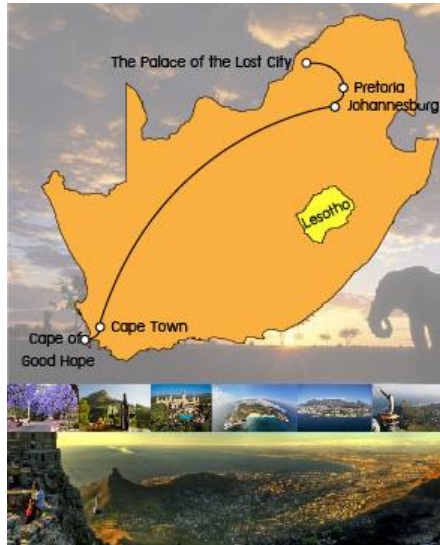 The Palace of the Lost City
Pretoria
Johannesburg
Lesotho
Cape Town
Cape of
Good Hope